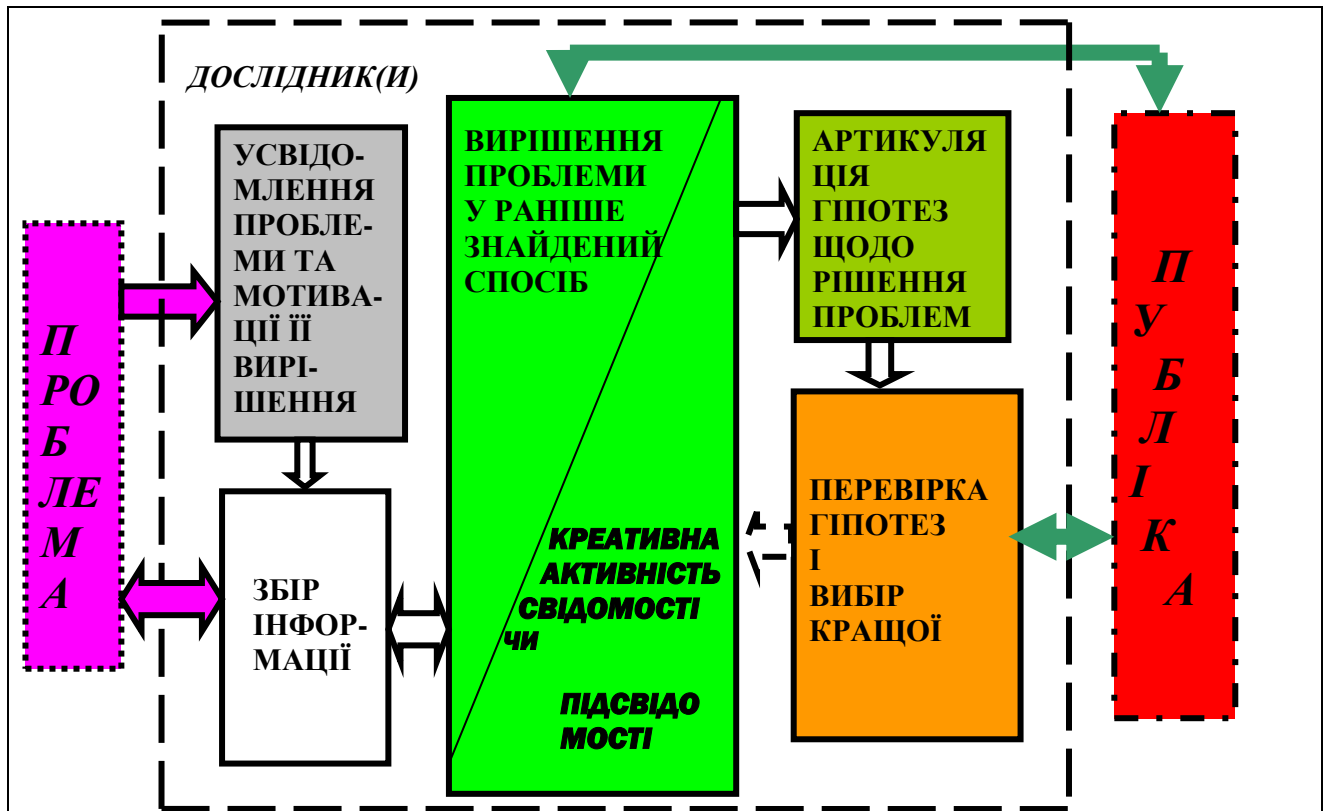 ДОСЛІДНИК(И)
П
РО
Б
ЛЕ
М
А
УСВІДО-
МЛЕННЯ
ПРОБЛЕ-
МИ ТА
МОТИВА-
ЦІЇ ЇЇ
ВИРІ-
ШЕННЯ
ЗБІР
ІНФОР-
МАЦІЇ
ВИРІШЕННЯ
ПРОБЛЕМИ
У РАНІШЕ
ЗНАЙДЕНИЙ
СПОСІБ
КРЕАТИВНА
АКТИВНІСТЬ
СВІДОМОСТІ
ЧИ
ПІДСВІДО
МОСТІ
АРТИКУЛЯ
ЦІЯ
ГІПОТЕЗ
ЩОДО
РІШЕННЯ
ПРОБЛЕМ
ПЕРЕВІРКА
ГІПОТЕЗ
І
ВИБІР
КРАЩОЇ
П
У
Б
Л
І
К
А